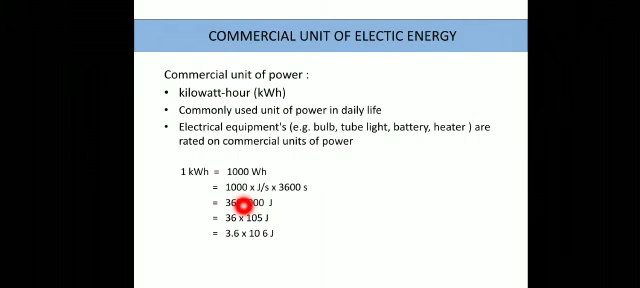 COMMERCIAL UNIT OF ELECTIC ENERGY
Commercial unit of power :
• kilowatt-hour (kWh)
• Commonly used unit of power in daily life
• Electrical equipment's (e.g. bulb, tube light, battery, heater ) are
rated on commercial units of power
1 kWh = 1000 Wh
= 1000 x J/s x 3600 s
= J
= 36 x 105 J
= 3.6 x 10 6 J